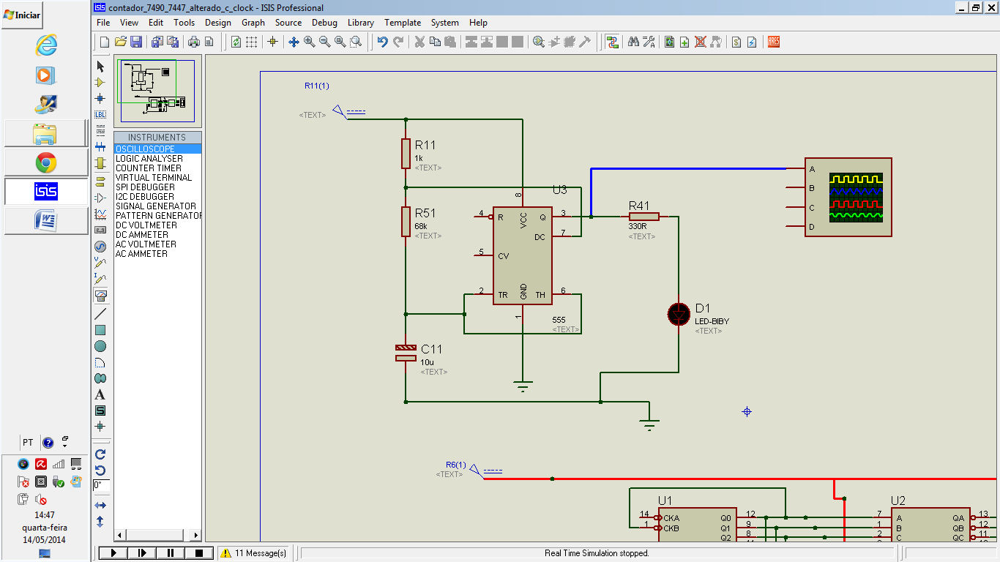 Iniciar
contador_7490_7447_alterado_c_clock - ISIS Professional
File View Edit Tools Design Graph Source Debug Library Template System Help
LBL
ARES
INSTRUMENTS
OSCILLOSCOPE
LOGIC ANALYSER
COUNTER TIMER
VIRTUAL TERMINAL
SPI DEBUGGER
I2C DEBUGGER
SIGNAL GENERATOR
PATTERN GENERATOR
DC VOLTMETER
DC AMMETER
AC VOLTMETER
AC AMMETER
isis
A
S
0°
PT
14:47
quarta-feira
14/05/2014
R11(1)
<TEXT>
R11
1k
<TEXT>
R51
68k
<TEXT>
C11
10u
<TEXT>
U3
8
VCC
4 R
Q 3
DC 7
5 CV
2 TR
GND
TH 6
1
555
<TEXT>
R41
330R
<TEXT>
D1
LED-BIBY
<TEXT>
A
B
C
D
R6(1)
<TEXT>
U1
14 CKA
1 CKB
Q0 12
Q1 9
Q2 8
U2
7 A
1 B
2 C
QA 13
QB 12
QC 11
11 Message(s)
Real Time Simulation stopped.